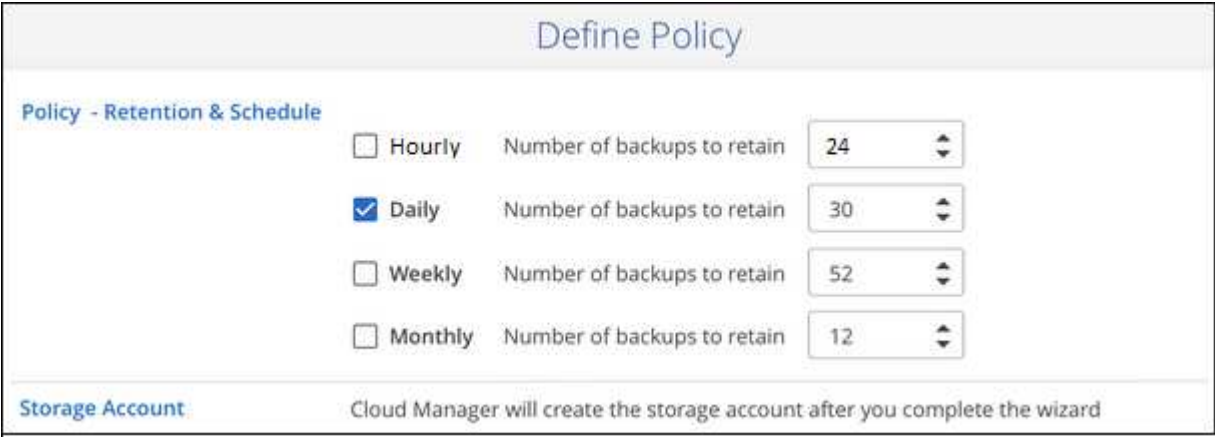 Define Policy
Policy - Retention & Schedule
Hourly Number of backups to retain 24
Daily Number of backups to retain 30
Weekly Number of backups to retain 52
Monthly Number of backups to retain 12
Storage Account Cloud Manager will create the storage account after you complete the wizard